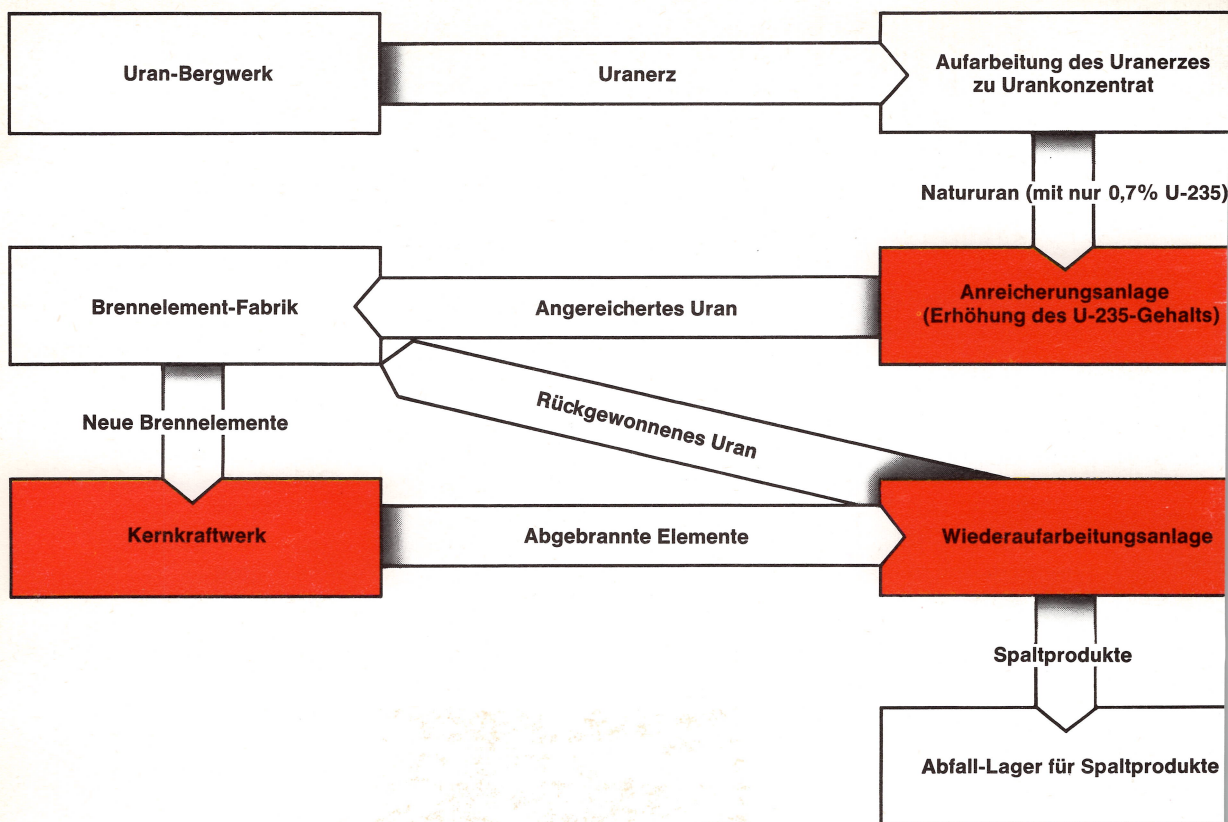 Uran-Bergwerk
Uranerz
Aufarbeitung des Uranerzes
zu Urankonzentrat
Natururan (mit nur 0,7% U-235)
Brennelement-Fabrik
Angereichertes Uran
Anreicherungsanlage
(Erhöhung des U-235-Gehalts)
Neue Brennelemente
Rückgewonnenes Uran
Kernkraftwerk
Abgebrannte Elemente
Wiederaufarbeitungsanlage
Spaltprodukte
Abfall-Lager für Spaltprodukte